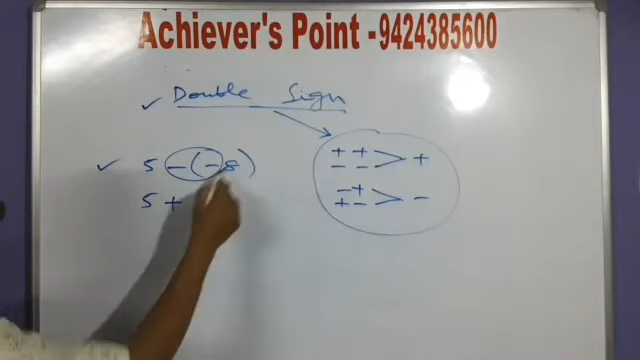 Achiever's Point -9424385600
✓ Double Sign
✓ 5 -(-8)
5 +
+ +
- - > +
- +
+ - > -